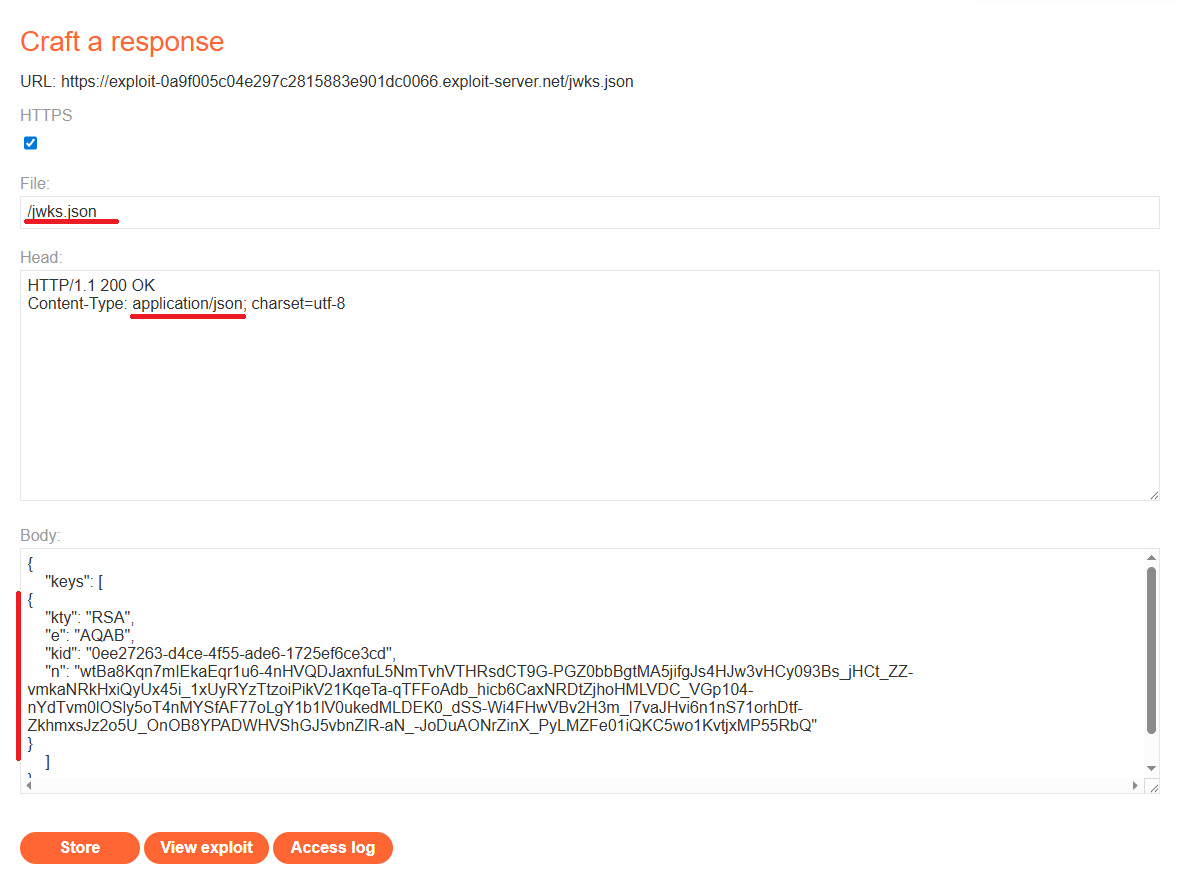 Craft a response
URL: https://exploit-0a9f005c04e297c2815883e901dc0066.exploit-server.net/jwks.json
HTTPS
File:
/jwks.json
Head:
HTTP/1.1 200 OK
Content-Type: application/json; charset=utf-8
Body:
{
"keys": [
{
"kty": "RSA",
"e": "AQAB",
"kid": "0ee27263-d4ce-4f55-ade6-1725ef6ce3cd",
"n": "wtBa8Kqn7mlEkaEqr1u6-4nHVQDJaxnfuL5NmTvhVTHRsdCT9G-PGZ0bbBgtMA5jifgJs4HJw3vHCy093Bs_jHCt_ZZ-
vmkaNRkHxiQyUx45i_1xUyRYzTtzoiPikV21KqeTa-qTFFoAdb_hicb6CaxNRDtZjhoHMLVDC_VGp104-
nYdTvm0lOSly5oT4nMYSfAF77oLgY1b1lV0ukedMLDEK0_dSS-Wi4FHwVBv2H3m_l7vaJHvi6n1nS71orhDtf-
ZkhmxsJz2o5U_OnOB8YPADWHVShGJ5vbnZlR-aN_-JoDuAONrZinX_PyLMZFe01iQKC5wo1KvtjxMP55RbQ"
}
]
}
Store
View exploit
Access log